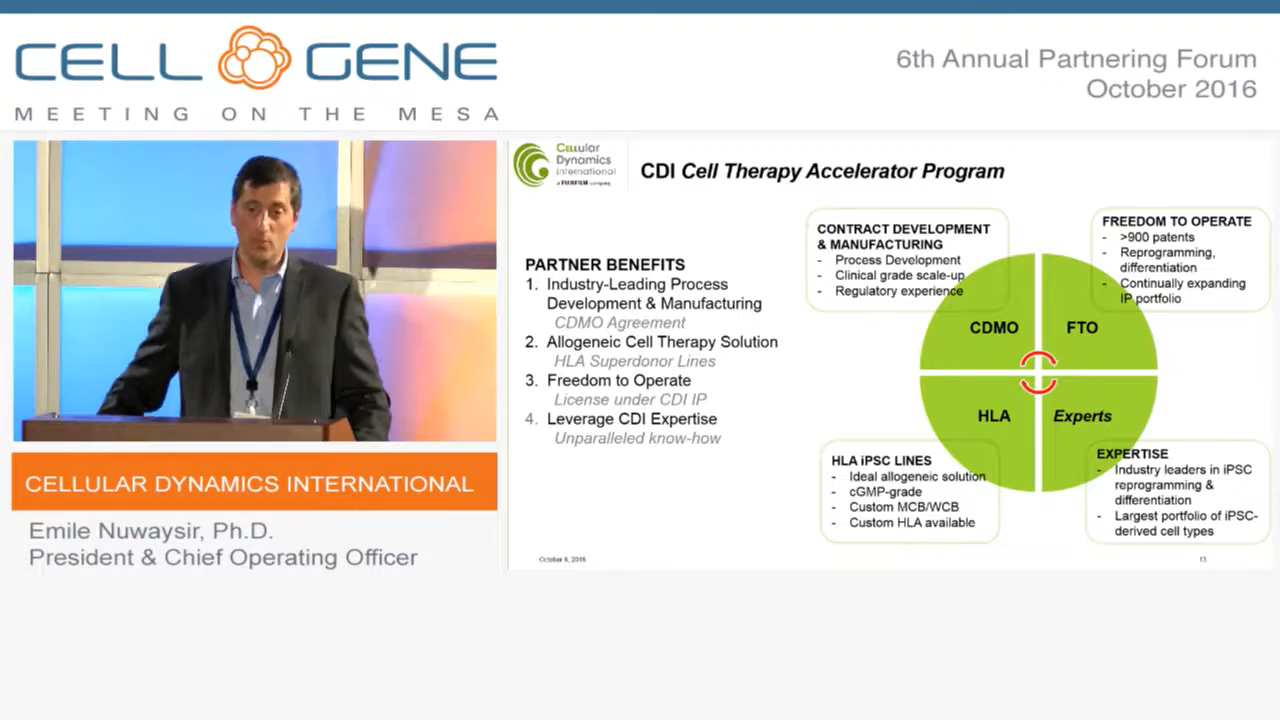 CELL GENE
MEETING ON THE MESA
6th Annual Partnering Forum
October 2016
Cellular
Dynamics
international
a FUJIFILM company
CDI Cell Therapy Accelerator Program
PARTNER BENEFITS
1. Industry-Leading Process
Development & Manufacturing
CDMO Agreement
2. Allogeneic Cell Therapy Solution
HLA Superdonor Lines
3. Freedom to Operate
License under CDI IP
4. Leverage CDI Expertise
Unparalleled know-how
CONTRACT DEVELOPMENT
& MANUFACTURING
- Process Development
- Clinical grade scale-up
- Regulatory experience
FREEDOM TO OPERATE
- >900 patents
- Reprogramming,
differentiation
- Continually expanding
IP portfolio
CDMO
FTO
HLA
Experts
HLA iPSC LINES
- Ideal allogeneic solution
- cGMP-grade
- Custom MCB/WCB
- Custom HLA available
EXPERTISE
- Industry leaders in iPSC
reprogramming &
differentiation
- Largest portfolio of iPSC-
derived cell types
October 6, 2016
13
CELLULAR DYNAMICS INTERNATIONAL
Emile Nuwaysir, Ph.D.
President & Chief Operating Officer